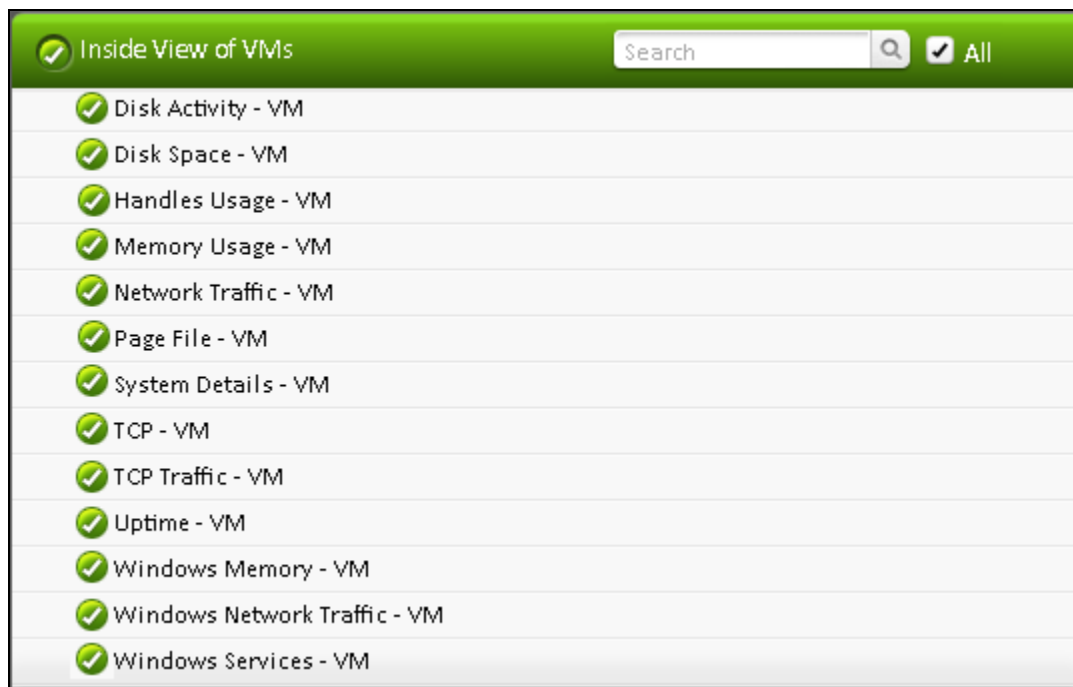 Inside View of VMs
Search
All
Disk Activity - VM
Disk Space - VM
Handles Usage - VM
Memory Usage - VM
Network Traffic - VM
Page File - VM
System Details - VM
TCP - VM
TCP Traffic - VM
Uptime - VM
Windows Memory - VM
Windows Network Traffic - VM
Windows Services - VM